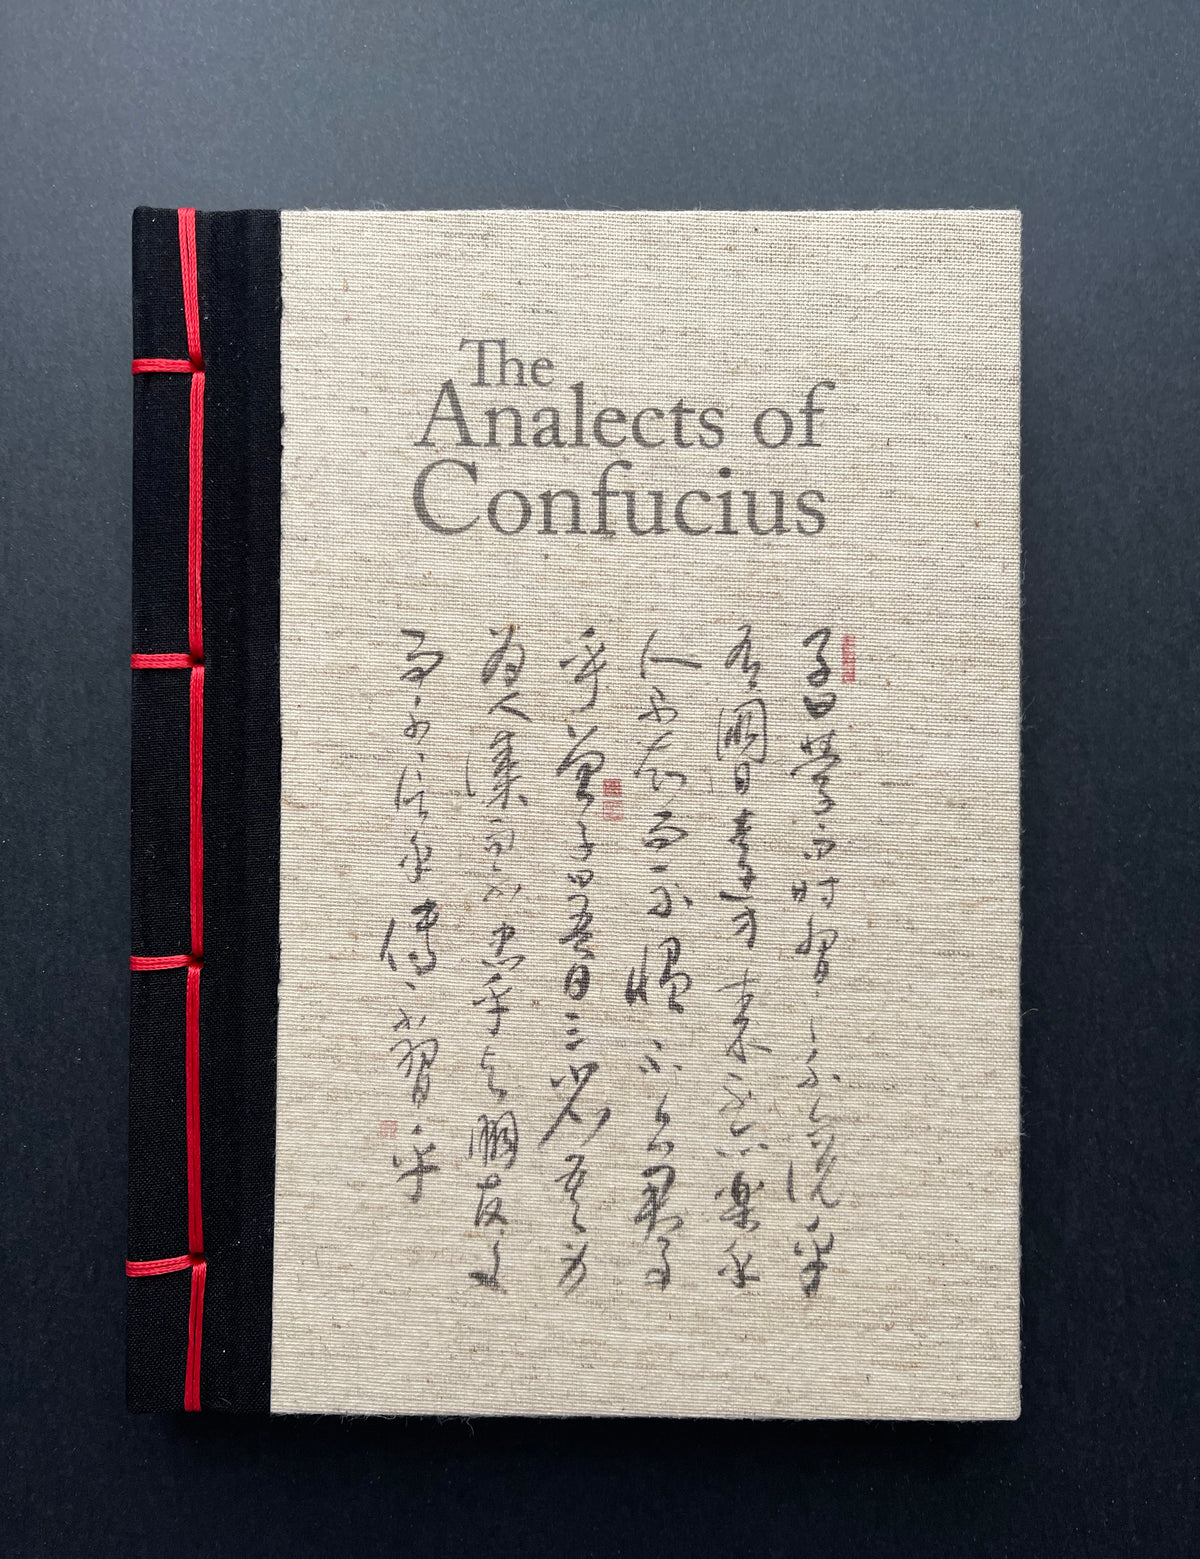 The
Analects of
Confucius
子曰學而時習之不亦說乎
有朋自遠方來不亦樂乎
人不知而不慍不亦君子
乎曾子曰吾日三省吾身
為人謀而不忠乎與朋友交
而不信乎傳不習乎